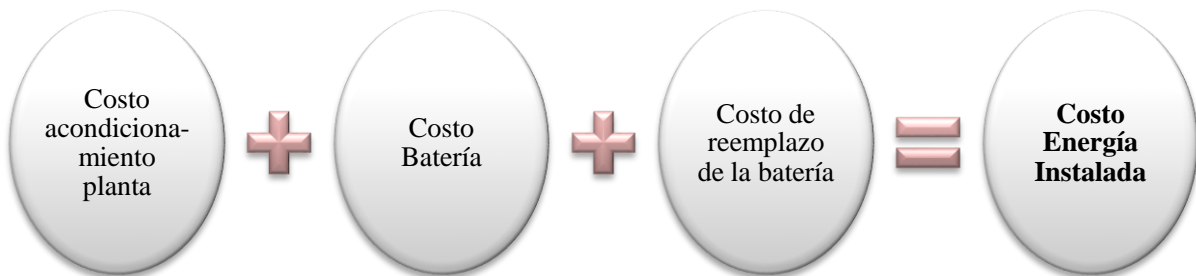 Costo
acondiciona-
miento
planta
Costo
Batería
Costo de
reemplazo
de la batería
Costo
Energía
Instalada